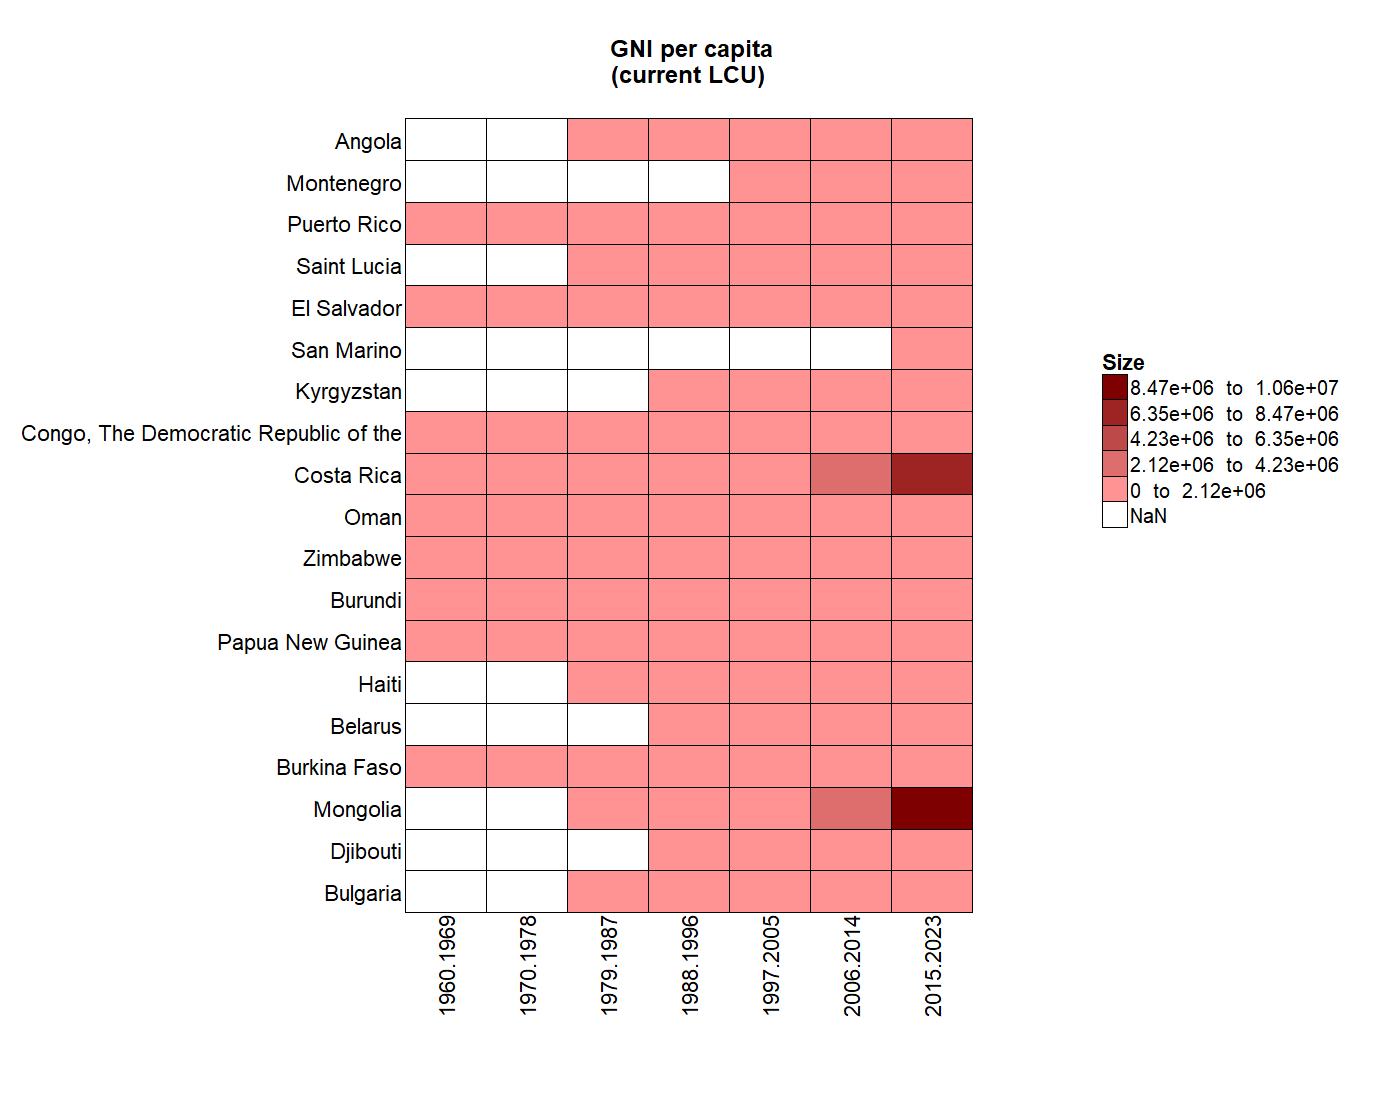 GNI per capita
(current LCU)
Angola
Montenegro
Puerto Rico
Saint Lucia
El Salvador
San Marino
Kyrgyzstan
Congo, The Democratic Republic of the
Costa Rica
Oman
Zimbabwe
Burundi
Papua New Guinea
Haiti
Belarus
Burkina Faso
Mongolia
Djibouti
Bulgaria
1960.1969
1970.1978
1979.1987
1988.1996
1997.2005
2006.2014
2015.2023
Size
8.47e+06 to 1.06e+07
6.35e+06 to 8.47e+06
4.23e+06 to 6.35e+06
2.12e+06 to 4.23e+06
0 to 2.12e+06
NaN